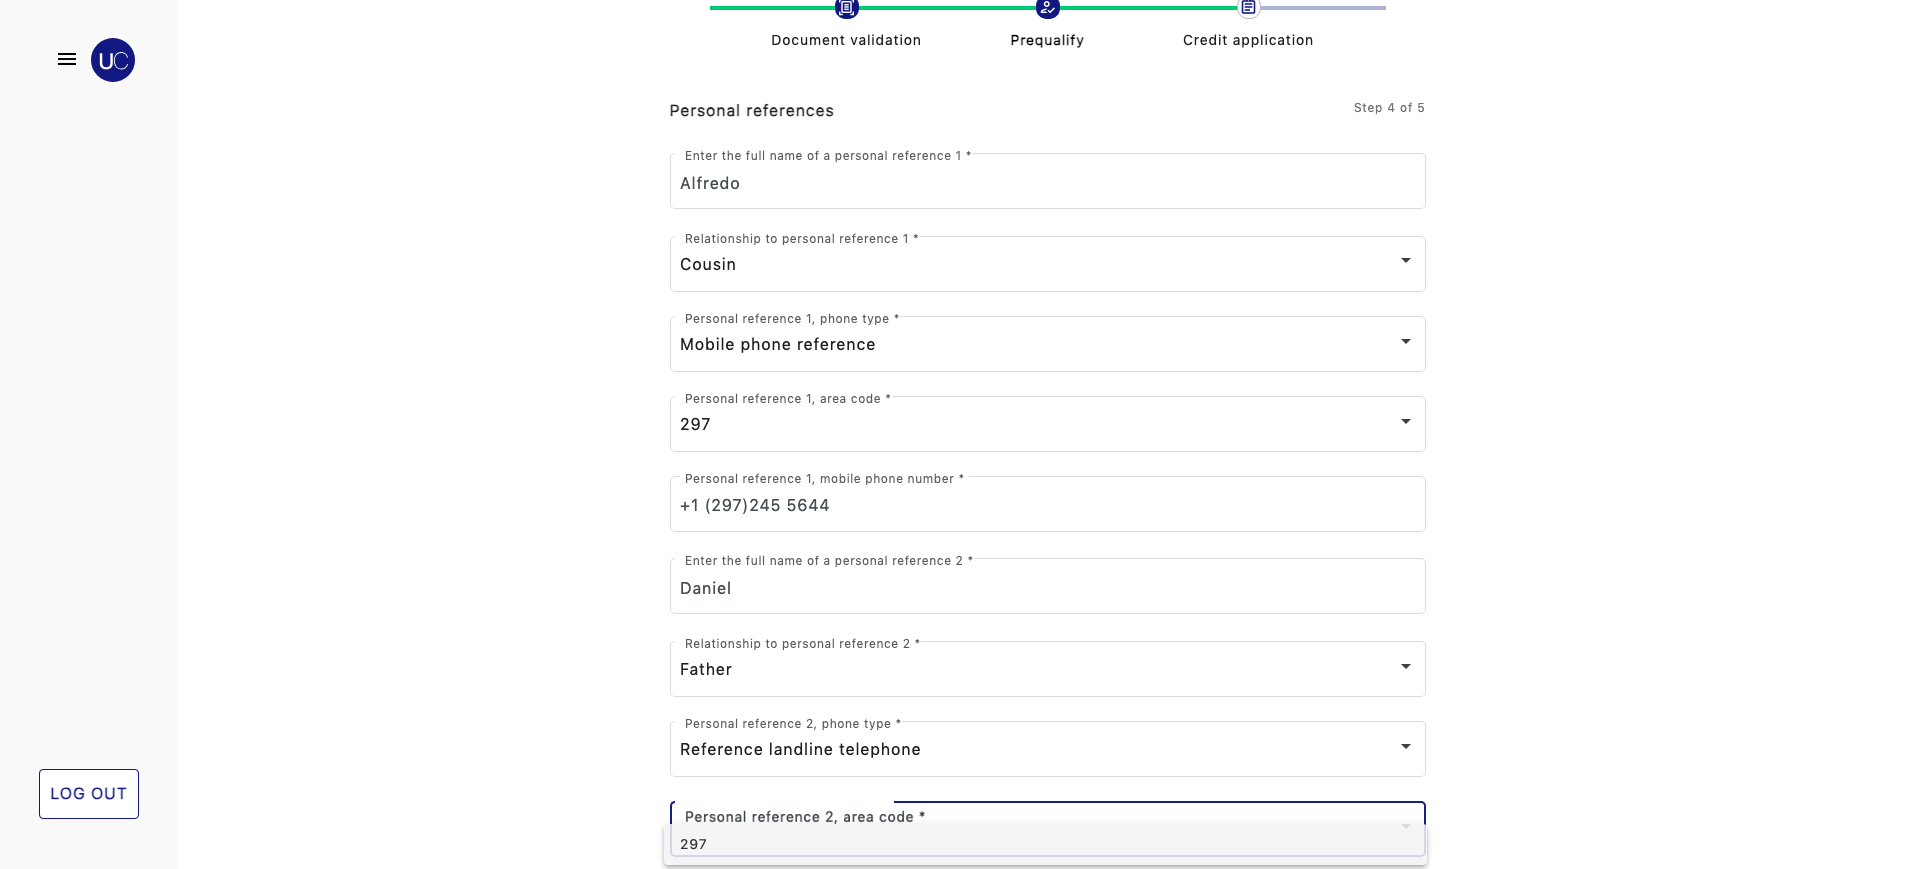 UC
Document validation
Prequalify
Credit application
Personal references
Step 4 of 5
Enter the full name of a personal reference 1 *
Alfredo
Relationship to personal reference 1 *
Cousin
Personal reference 1, phone type *
Mobile phone reference
Personal reference 1, area code *
297
Personal reference 1, mobile phone number *
+1 (297)245 5644
Enter the full name of a personal reference 2 *
Daniel
Relationship to personal reference 2 *
Father
Personal reference 2, phone type *
Reference landline telephone
LOG OUT
Personal reference 2, area code *
297